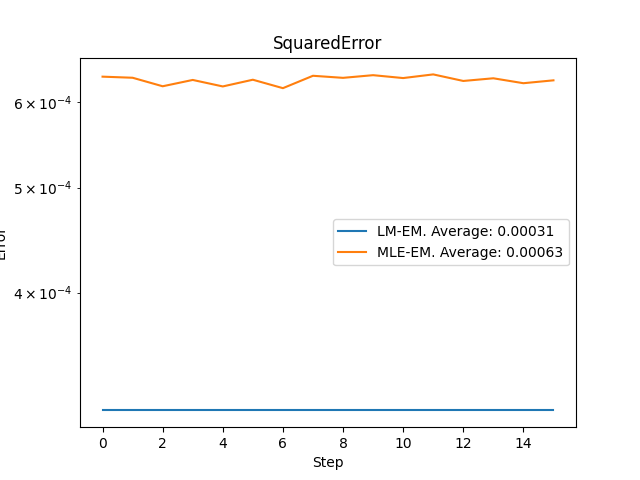 SquaredError
6 × 10⁻⁴
5 × 10⁻⁴
4 × 10⁻⁴
Error
LM-EM. Average: 0.00031
MLE-EM. Average: 0.00063
0 2 4 6 8 10 12 14
Step